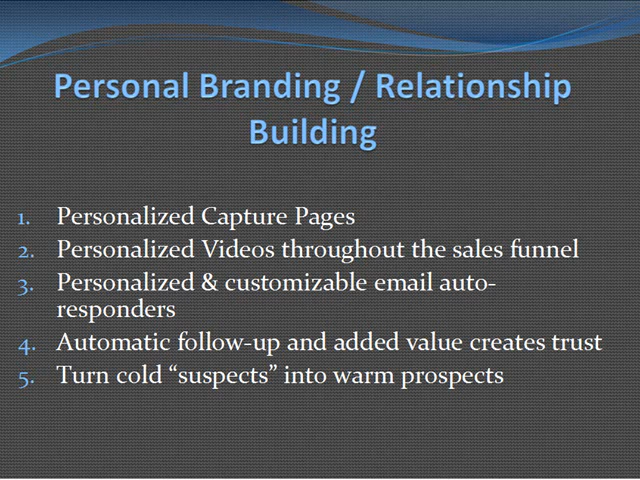 Personal Branding / Relationship
Building
1. Personalized Capture Pages
2. Personalized Videos throughout the sales funnel
3. Personalized & customizable email auto-
responders
4. Automatic follow-up and added value creates trust
5. Turn cold “suspects” into warm prospects